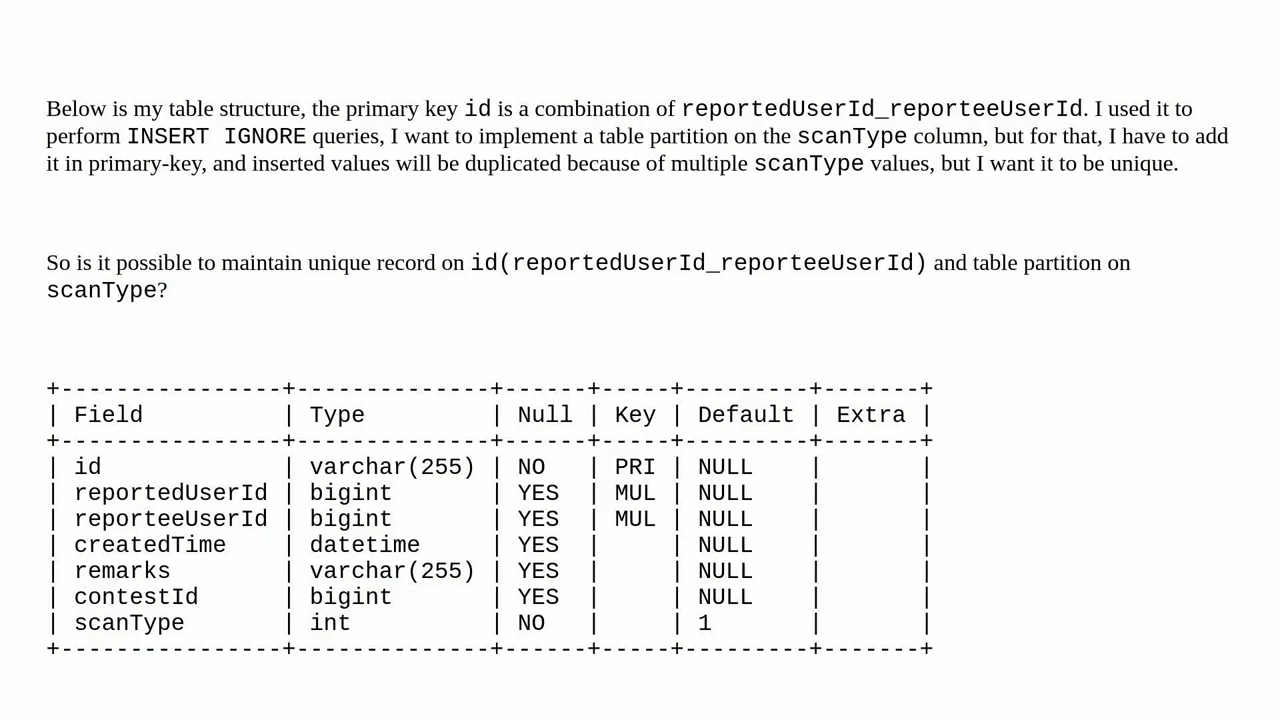 Below is my table structure, the primary key id is a combination of reportedUserId_reporteeUserId. I used it to
perform INSERT IGNORE queries, I want to implement a table partition on the scanType column, but for that, I have to add
it in primary-key, and inserted values will be duplicated because of multiple scanType values, but I want it to be unique.
So is it possible to maintain unique record on id(reportedUserId_reporteeUserId) and table partition on
scanType?
+----------------+--------------+------+-----+---------+-------+
| Field          | Type         | Null | Key | Default | Extra |
+----------------+--------------+------+-----+---------+-------+
| id             | varchar(255) | NO   | PRI | NULL    |       |
| reportedUserId | bigint       | YES  | MUL | NULL    |       |
| reporteeUserId | bigint       | YES  | MUL | NULL    |       |
| createdTime    | datetime     | YES  |     | NULL    |       |
| remarks        | varchar(255) | YES  |     | NULL    |       |
| contestId      | bigint       | YES  |     | NULL    |       |
| scanType       | int          | NO   |     | 1       |       |
+----------------+--------------+------+-----+---------+-------+